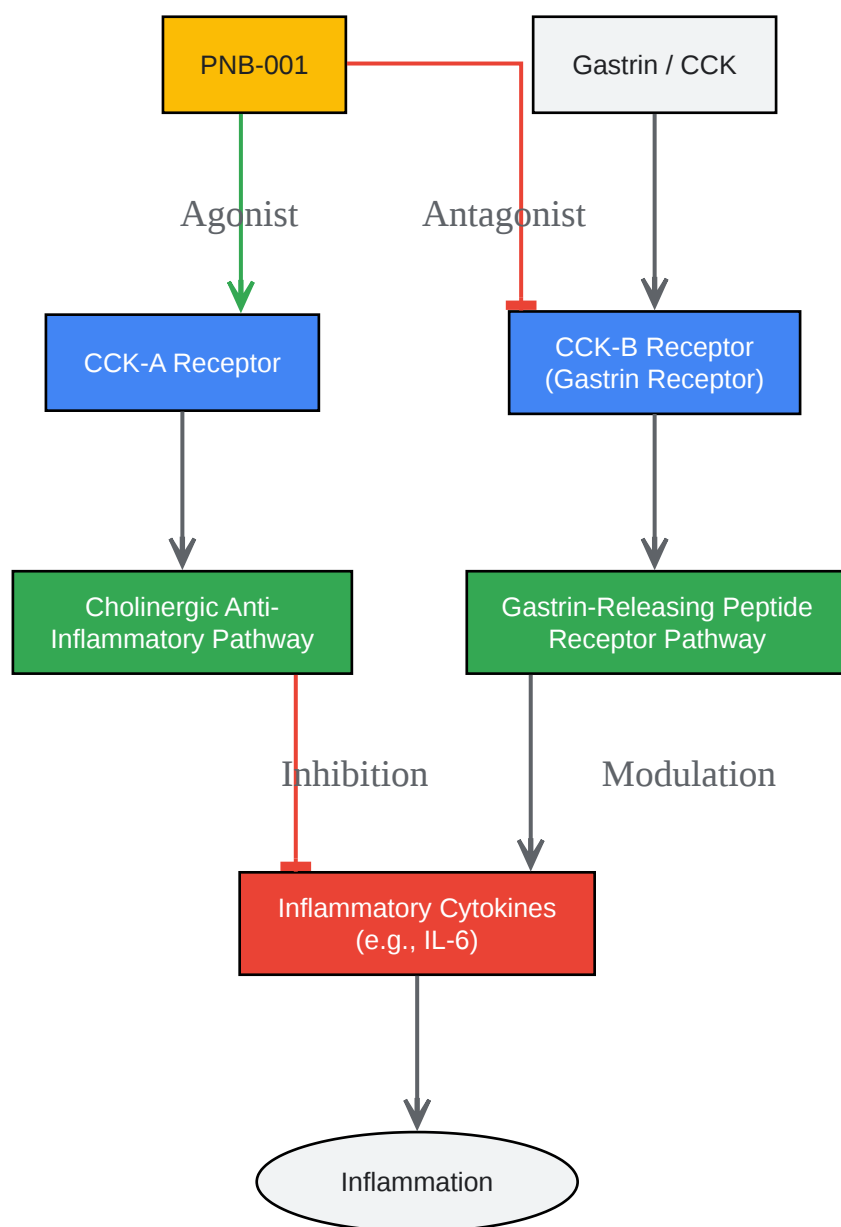 PNB-001
Gastrin / CCK
Agonist
Antagonist
CCK-A Receptor
CCK-B Receptor
(Gastrin Receptor)
Cholinergic Anti-
Inflammatory Pathway
Gastrin-Releasing Peptide
Receptor Pathway
Inhibition
Modulation
Inflammatory Cytokines
(e.g., IL-6)
Inflammation